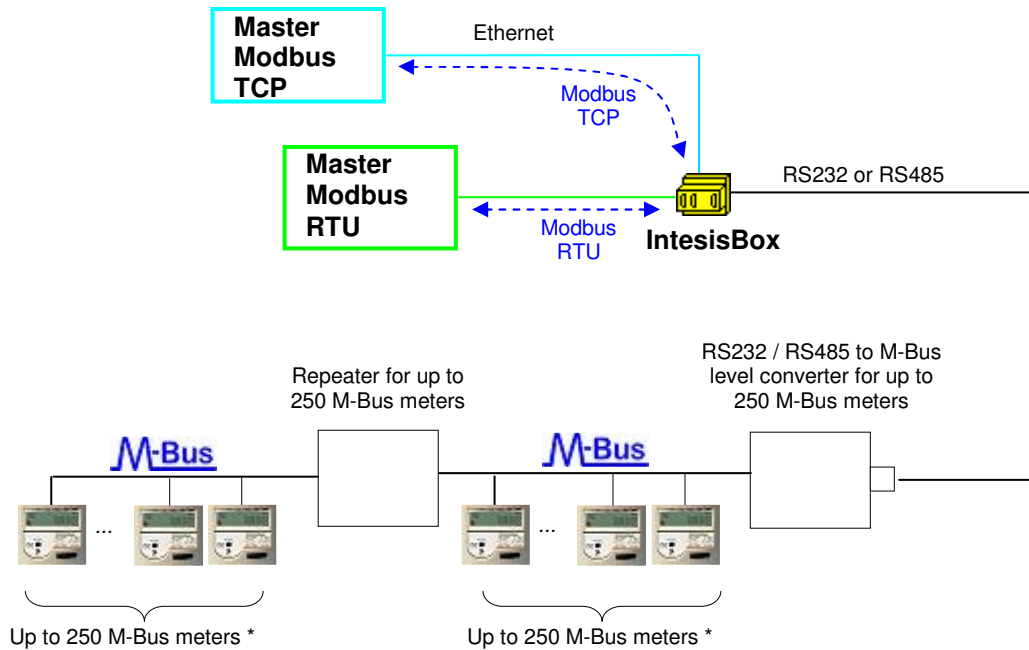 Master
Modbus
TCP
Ethernet
Modbus
TCP
Master
Modbus
RTU
Modbus
RTU
RS232 or RS485
IntesisBox
Repeater for up to
250 M-Bus meters
RS232 / RS485 to M-Bus
level converter for up to
250 M-Bus meters
M-Bus
M-Bus
...
...
Up to 250 M-Bus meters *
Up to 250 M-Bus meters *